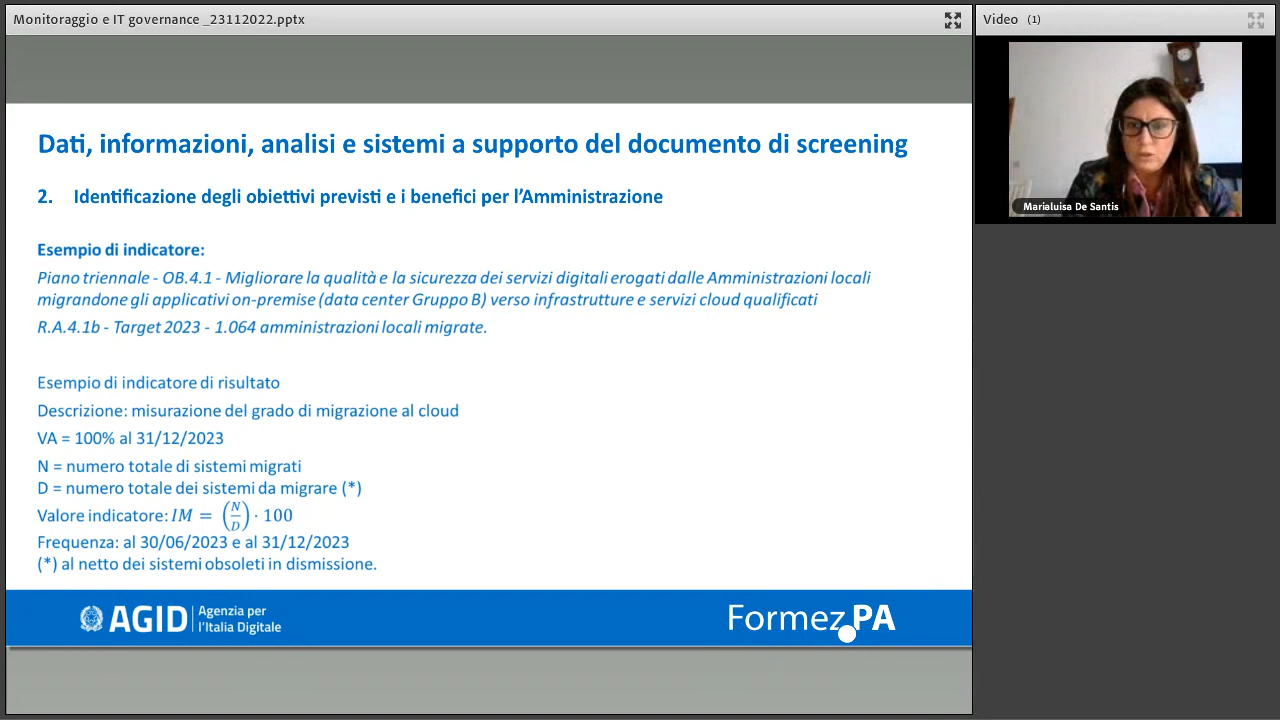 Monitoraggio e IT governance _23112022.pptx
Video (1)
Marialuisa De Santis
Dati, informazioni, analisi e sistemi a supporto del documento di screening
2. Identificazione degli obiettivi previsti e i benefici per l'Amministrazione
Esempio di indicatore:
Piano triennale - OB.4.1 - Migliorare la qualità e la sicurezza dei servizi digitali erogati dalle Amministrazioni locali
migrandone gli applicativi on-premise (data center Gruppo B) verso infrastrutture e servizi cloud qualificati
R.A.4.1b - Target 2023 - 1.064 amministrazioni locali migrate.
Esempio di indicatore di risultato
Descrizione: misurazione del grado di migrazione al cloud
VA = 100% al 31/12/2023
N = numero totale di sistemi migrati
D = numero totale dei sistemi da migrare (*)
Valore indicatore: IM = (N/D) · 100
Frequenza: al 30/06/2023 e al 31/12/2023
(*) al netto dei sistemi obsoleti in dismissione.
AGID
Agenzia per
l'Italia Digitale
Formez PA